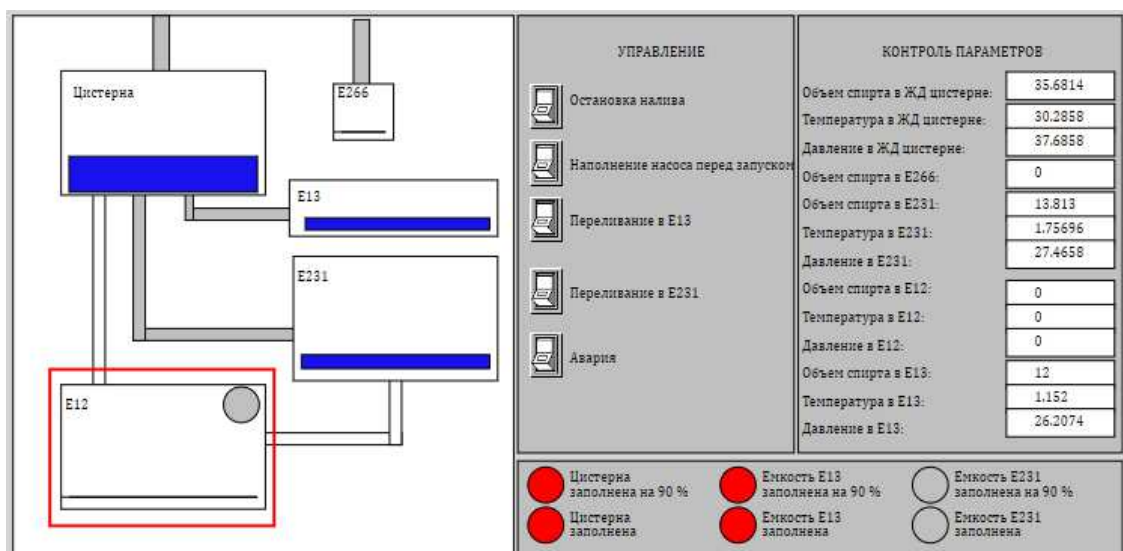 Цистерна
E266
E13
E231
E12
УПРАВЛЕНИЕ
Остановка налива
Наполнение насоса перед запуском
Переливание в E13
Переливание в E231
Авария
КОНТРОЛЬ ПАРАМЕТРОВ
Объем спирта в ЖД цистерне: 35.6814
Температура в ЖД цистерне: 30.2858
Давление в ЖД цистерне: 37.6858
Объем спирта в E266: 0
Объем спирта в E231: 13.813
Температура в E231: 1.75696
Давление в E231: 27.4658
Объем спирта в E12: 0
Температура в E12: 0
Давление в E12: 0
Объем спирта в E13: 12
Температура в E13: 1.152
Давление в E13: 26.2074
Цистерна
заполнена на 90 %
Емкость E13
заполнена на 90 %
Емкость E231
заполнена на 90 %
Цистерна
заполнена
Емкость E13
заполнена
Емкость E231
заполнена